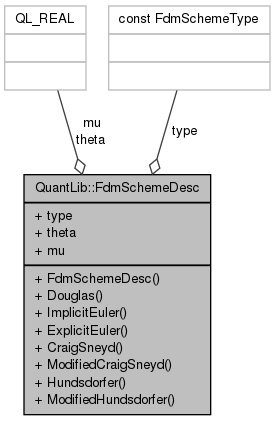 QL_REAL
const FdmSchemeType
mu
theta
type
QuantLib::FdmSchemeDesc
+ type
+ theta
+ mu
+ FdmSchemeDesc()
+ Douglas()
+ ImplicitEuler()
+ ExplicitEuler()
+ CraigSneyd()
+ ModifiedCraigSneyd()
+ Hundsdorfer()
+ ModifiedHundsdorfer()